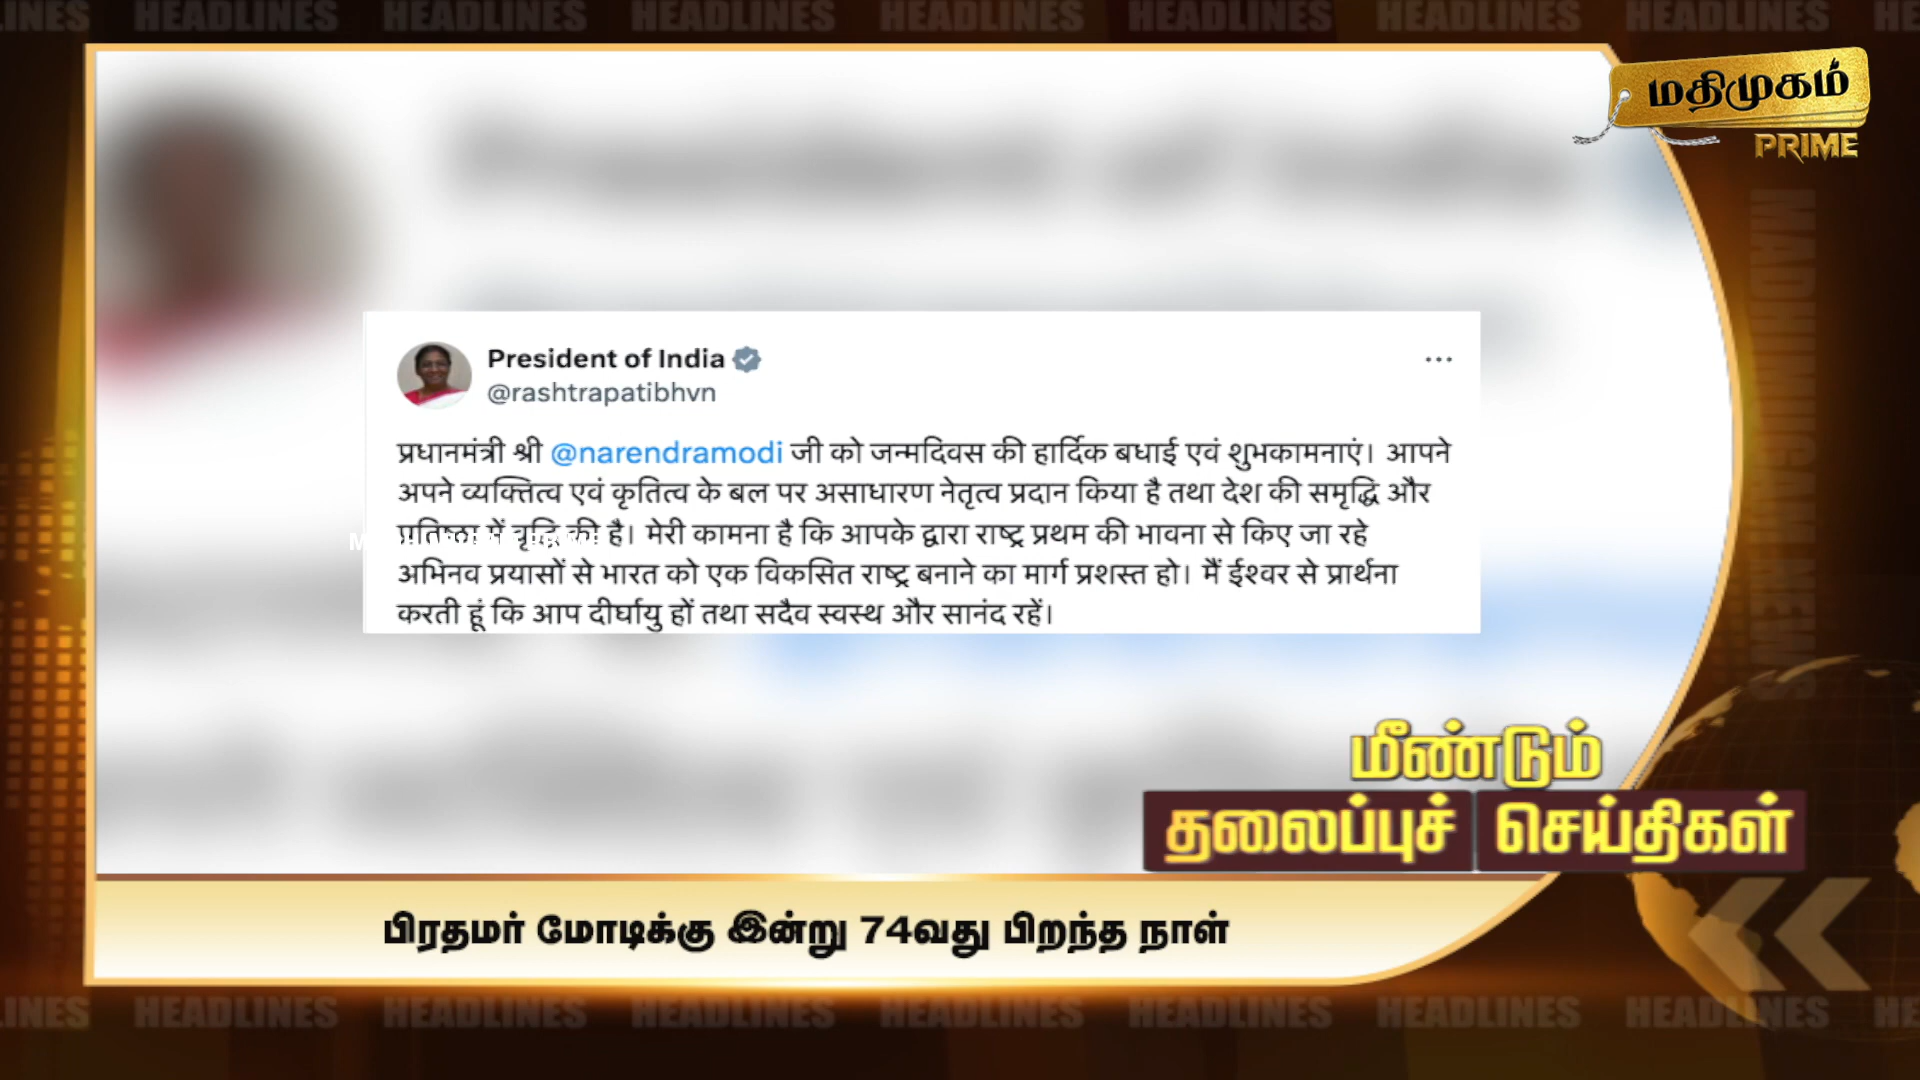 HEADLINES HEADLINES HEADLINES HEADLINES HEADLINES HEADLINES
மதிமுகம்
PRIME
President of India
@rashtrapatibhvn
प्रधानमंत्री श्री @narendramodi जी को जन्मदिवस की हार्दिक बधाई एवं शुभकामनाएं। आपने
अपने व्यक्तित्व एवं कृतित्व के बल पर असाधारण नेतृत्व प्रदान किया है तथा देश की समृद्धि और
प्रतिष्ठा में वृद्धि की है। मेरी कामना है कि आपके द्वारा राष्ट्र प्रथम की भावना से किए जा रहे
अभिनव प्रयासों से भारत को एक विकसित राष्ट्र बनाने का मार्ग प्रशस्त हो। मैं ईश्वर से प्रार्थना
करती हूं कि आप दीर्घायु हों तथा सदैव स्वस्थ और सानंद रहें।
MADHIMUGAM NEWS
மீண்டும்
தலைப்புச் செய்திகள்
பிரதமர் மோடிக்கு இன்று 74வது பிறந்த நாள்
HEADLINES HEADLINES HEADLINES HEADLINES HEADLINES HEADLINES